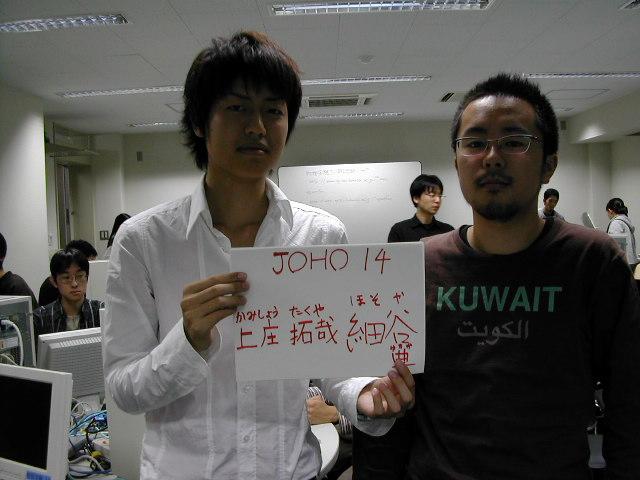 JOHO 14
かみしょう たくや ほそ や
上庄 拓哉 細谷
KUWAIT
الكويت